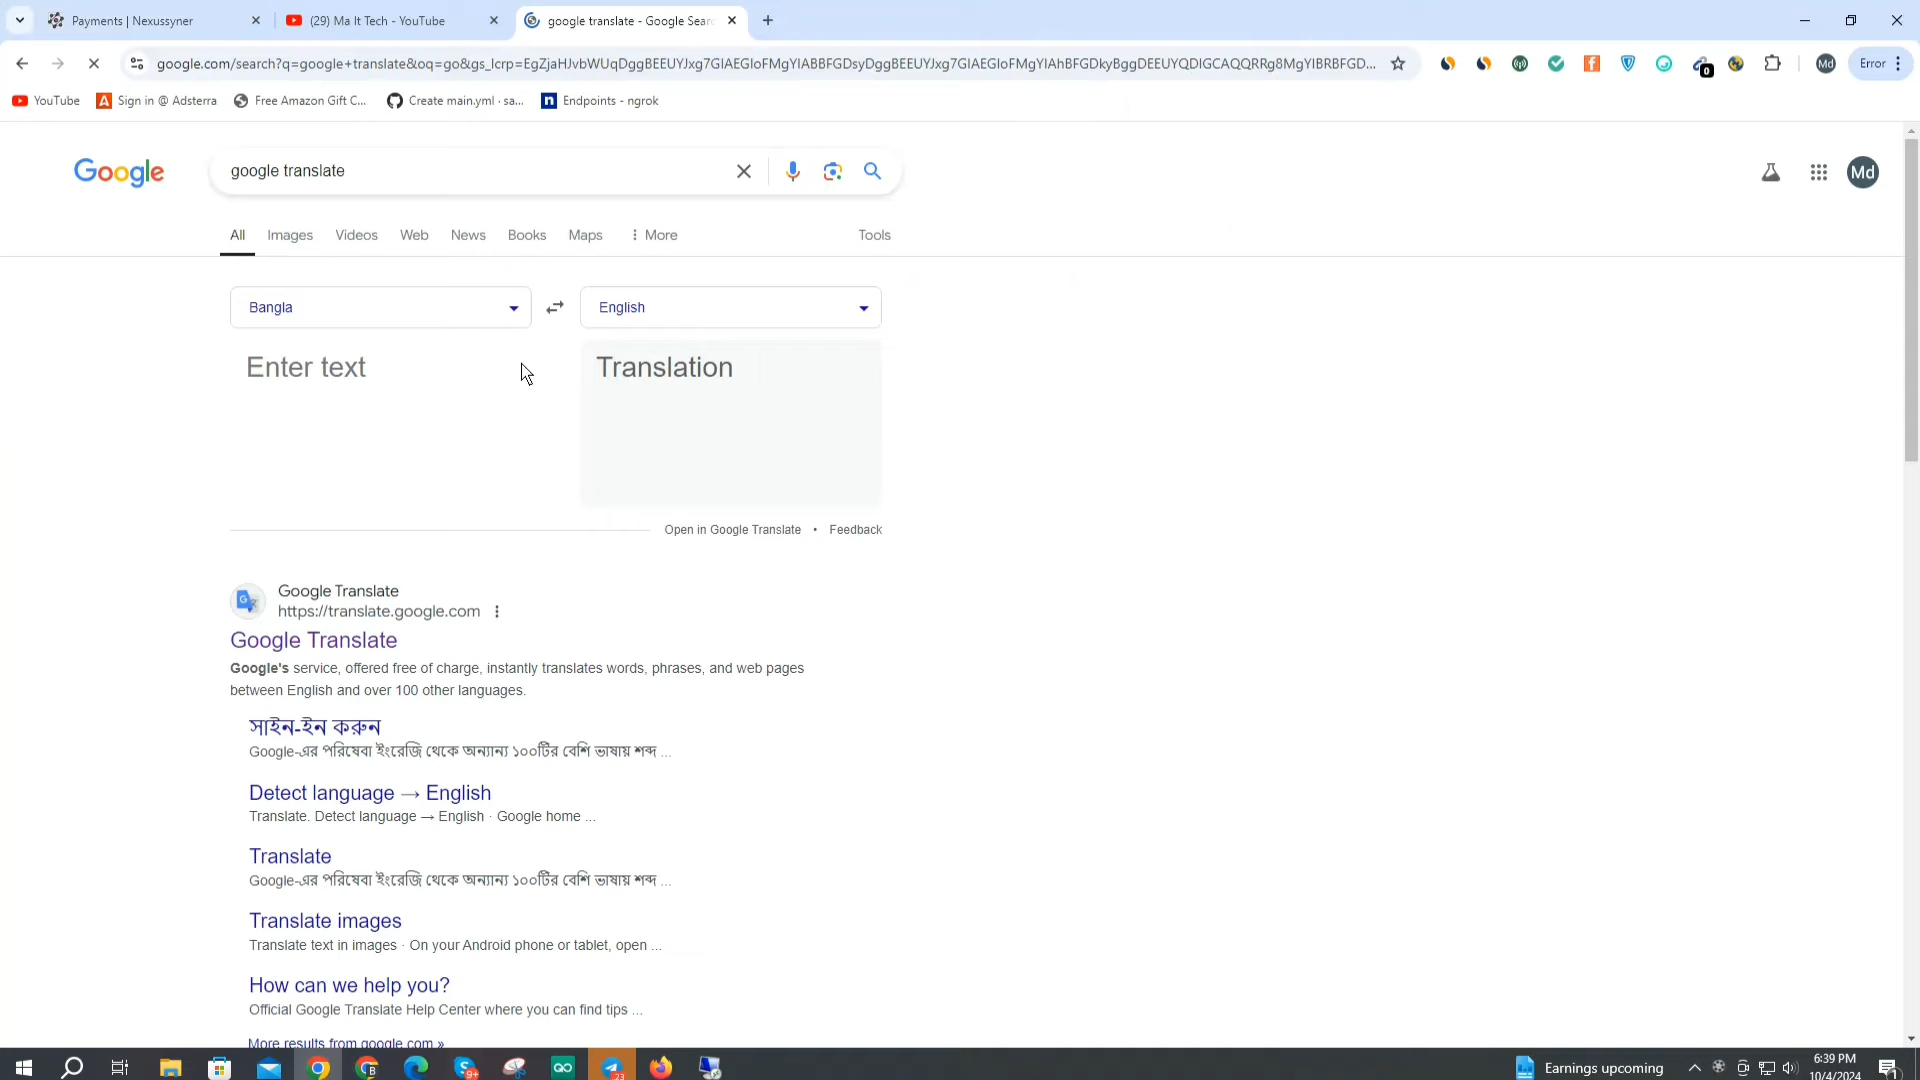 Payments | Nexussyner
(29) Ma It Tech - YouTube
google translate - Google Sear
google.com/search?q=google+translate&oq=go&gs_lcrp=EgZjaHJvbWUqDggBEEUYJxg7GIAEGIoFMgYIABBFGDsyDggBEEUYJxg7GIAEGIoFMgYIAhBFGDkyBggDEEUYQDIGCAQQRRg8MgYIBRBFGD...
0
Md
Error
YouTube
Sign in @ Adsterra
Free Amazon Gift C...
Create main.yml · sa...
n Endpoints - ngrok
Google
google translate
Md
All
Images
Videos
Web
News
Books
Maps
More
Tools
Bangla
English
Enter text
Translation
Open in Google Translate • Feedback
Google Translate
https://translate.google.com
Google Translate
Google's service, offered free of charge, instantly translates words, phrases, and web pages
between English and over 100 other languages.
সাইন-ইন করুন
Google-এর পরিষেবা ইংরেজি থেকে অন্যান্য ১০০টির বেশি ভাষায় শব্দ ...
Detect language → English
Translate. Detect language → English · Google home ...
Translate
Google-এর পরিষেবা ইংরেজি থেকে অন্যান্য ১০০টির বেশি ভাষায় শব্দ ...
Translate images
Translate text in images · On your Android phone or tablet, open ...
How can we help you?
Official Google Translate Help Center where you can find tips ...
More results from google.com »
9+
23
Earnings upcoming
6:39 PM
10/4/2024
1